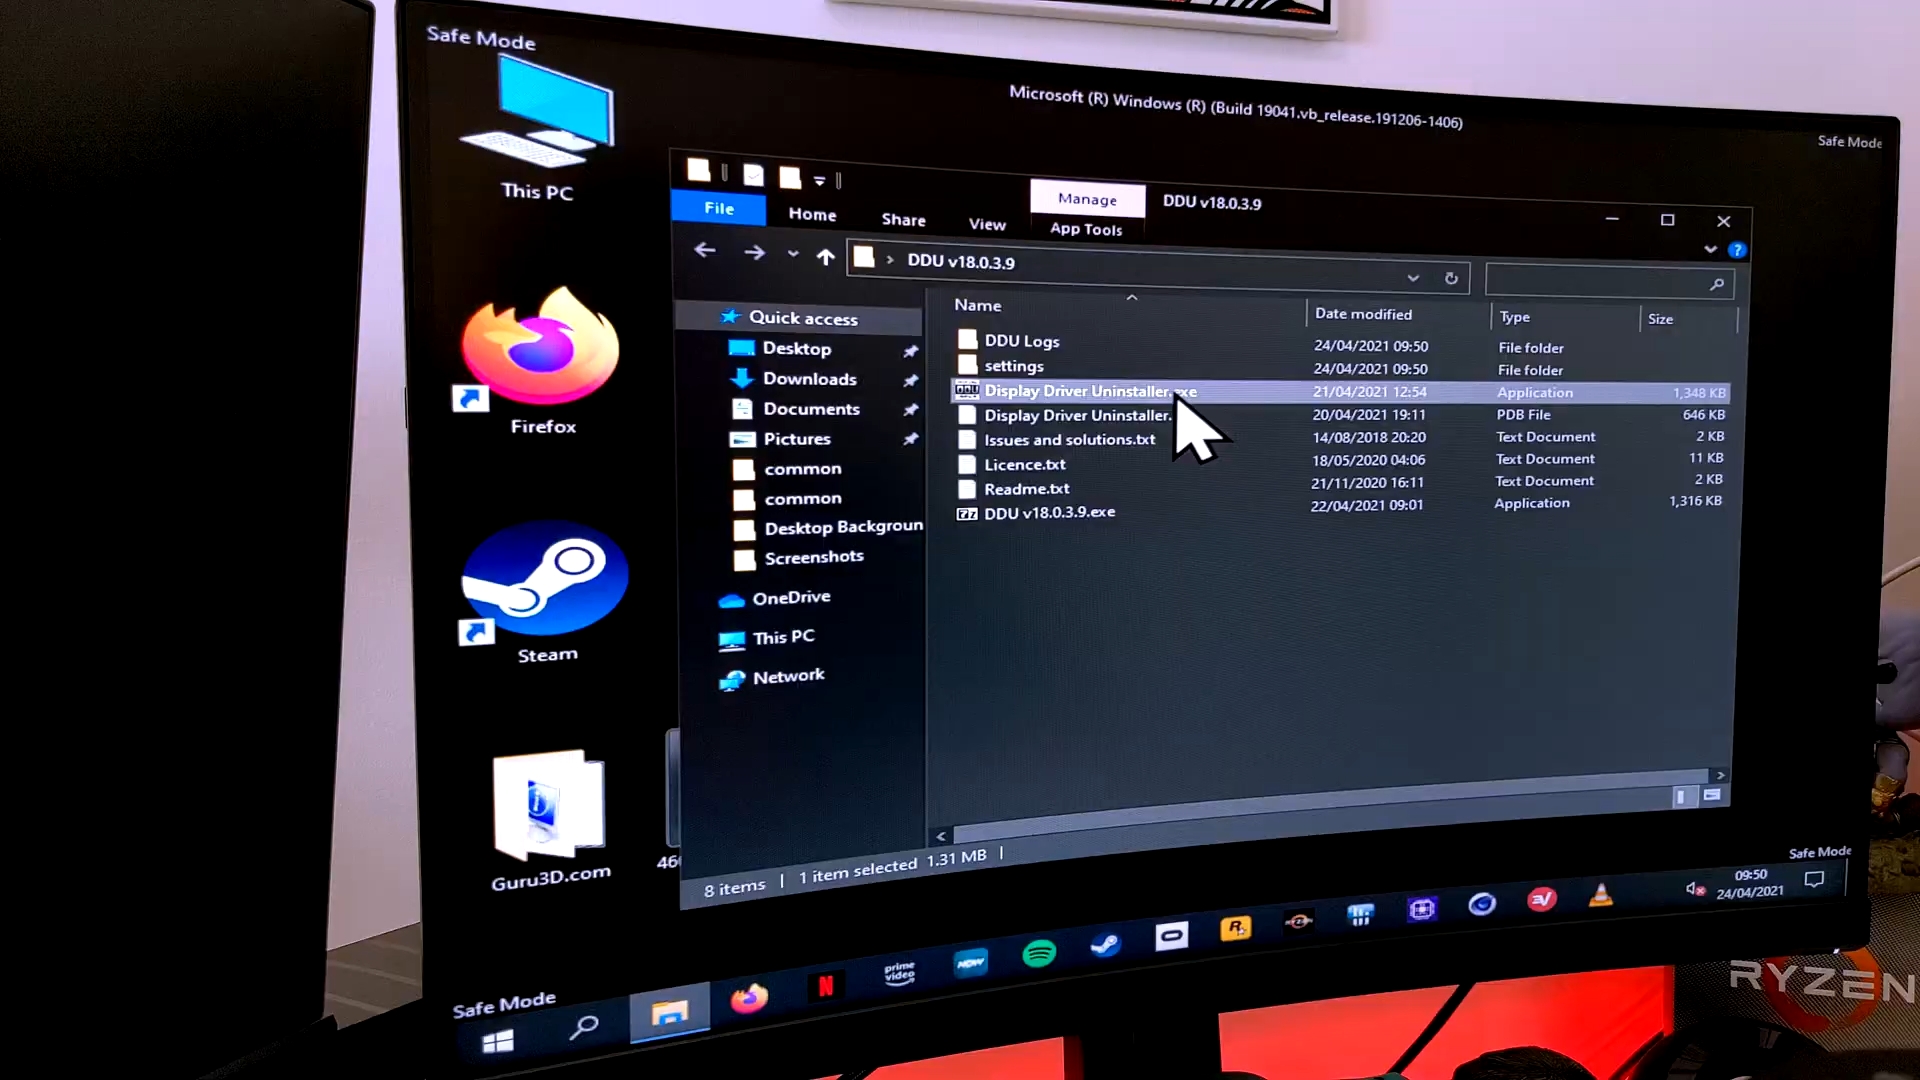 Safe Mode
Microsoft (R) Windows (R) (Build 19041.vb_release.191206-1406)
Safe Mode
This PC
File
Home
Share
View
Manage
App Tools
DDU v18.0.3.9
?
DDU v18.0.3.9
Name
Date modified
Type
Size
DDU Logs 24/04/2021 09:50 File folder
settings 24/04/2021 09:50 File folder
Display Driver Uninstaller.exe 21/04/2021 12:54 Application 1,348 KB
Display Driver Uninstaller. 20/04/2021 19:11 PDB File 646 KB
Issues and solutions.txt 14/08/2018 20:20 Text Document 2 KB
Licence.txt 18/05/2020 04:06 Text Document 11 KB
Readme.txt 21/11/2020 16:11 Text Document 2 KB
DDU v18.0.3.9.exe 22/04/2021 09:01 Application 1,316 KB
Quick access
Desktop
Downloads
Documents
Pictures
common
common
Desktop Backgroun
Screenshots
OneDrive
This PC
Network
Firefox
Steam
Guru3D.com
460
8 items
1 item selected 1.31 MB
Safe Mode
09:50
24/04/2021
Safe Mode
N
prime video
NOW
R
RYZEN
aV
RYZEN